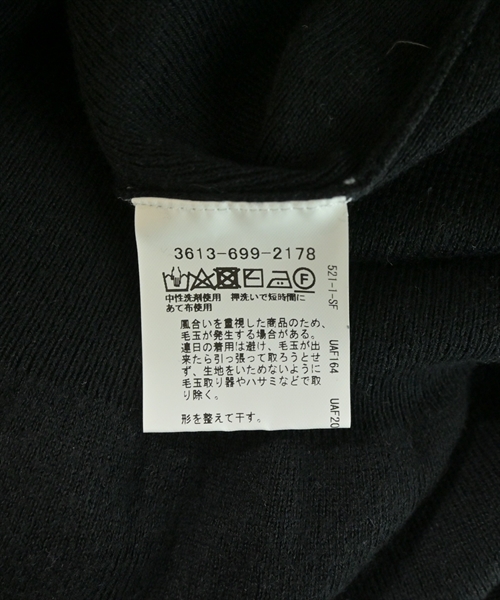 3613-699-2178
中性洗剤使用 押洗いで短時間に
あて布使用
風合いを重視した商品のため、
毛玉が発生する場合がある。
連日の着用は避け、毛玉が出
来たら引っ張って取ろうとせ
ず、生地をいためないように
毛玉取り器やハサミなどで取
り除く。
形を整えて干す。
521-1-SF UAF164 UAF20